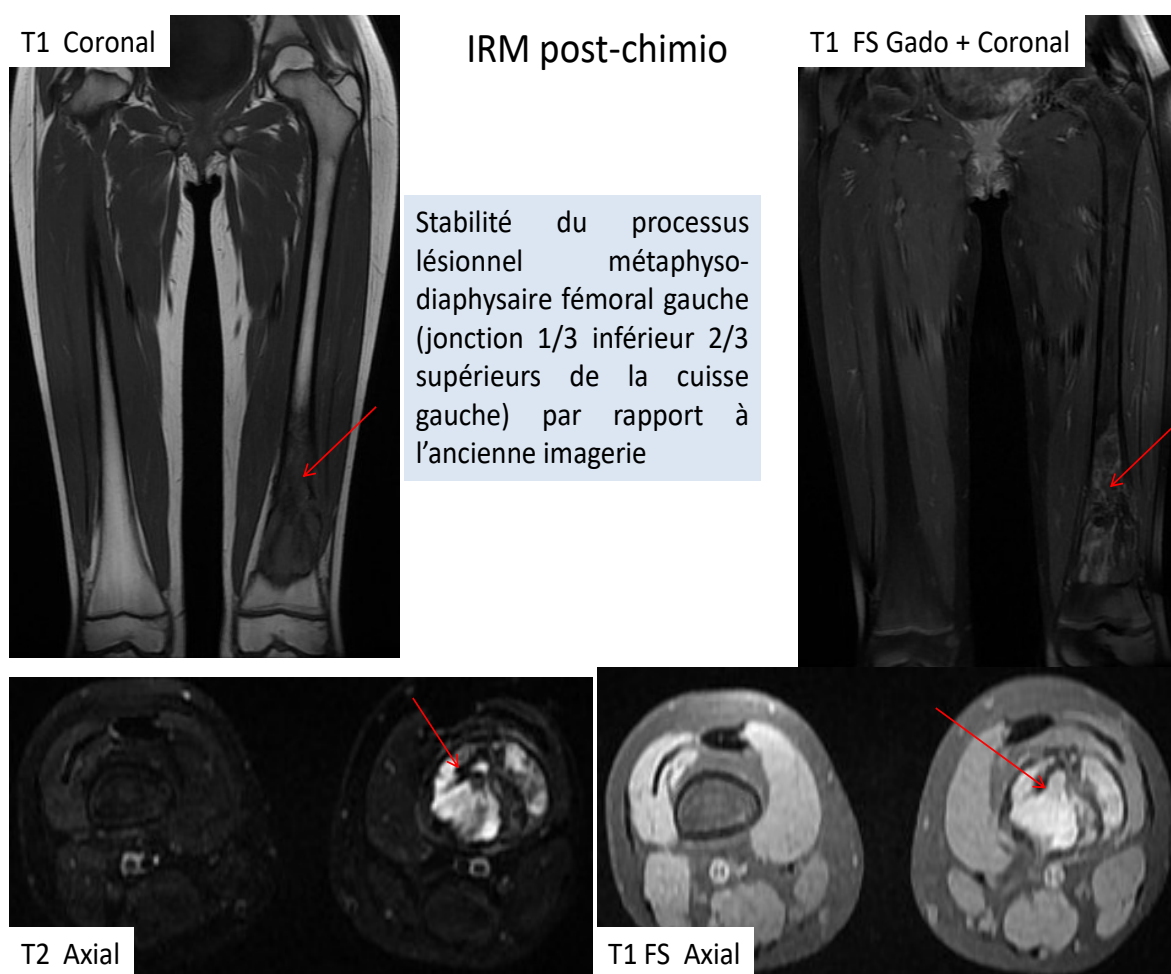 T1 Coronal
IRM post-chimio
T1 FS Gado + Coronal
Stabilité du processus
lésionnel métaphyso-
diaphysaire fémoral gauche
(jonction 1/3 inférieur 2/3
supérieurs de la cuisse
gauche) par rapport à
l’ancienne imagerie
T2 Axial
T1 FS Axial